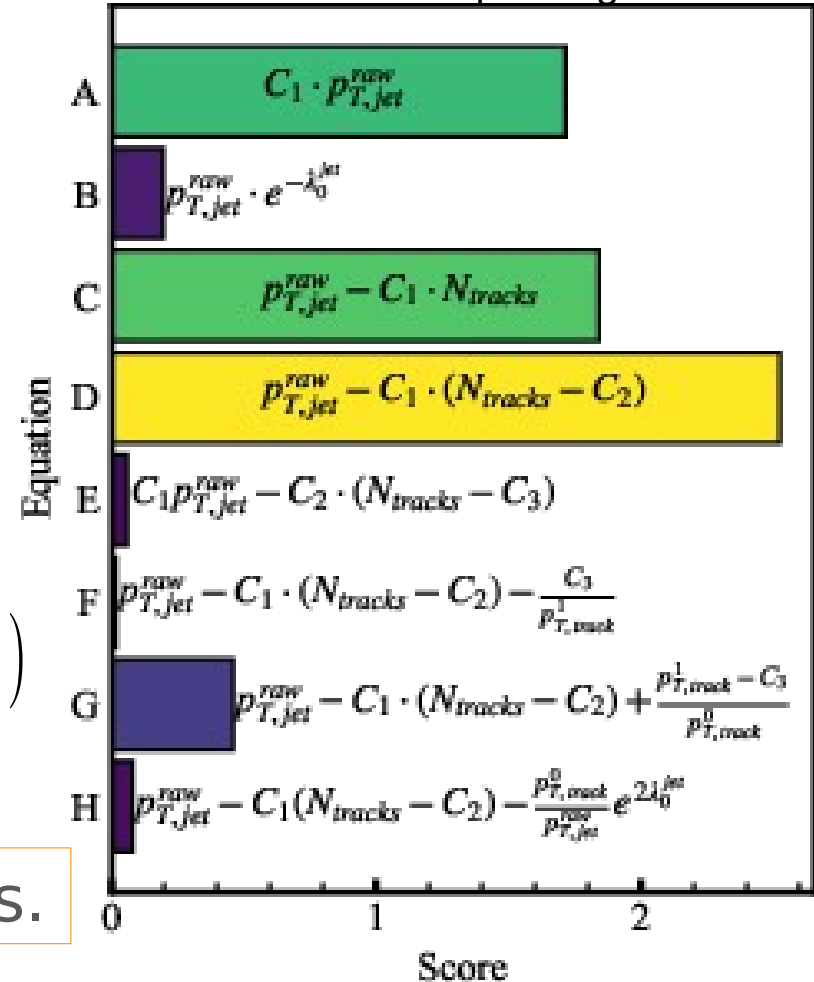 A
C₁ · p_{T,jet}^{raw}
B
p_{T,jet}^{raw} · e^{−λ_0^{jet}}
C
p_{T,jet}^{raw} − C₁ · N_{tracks}
D
p_{T,jet}^{raw} − C₁ · (N_{tracks} − C₂)
E
C₁p_{T,jet}^{raw} − C₂ · (N_{tracks} − C₃)
F
p_{T,jet}^{raw} − C₁ · (N_{tracks} − C₂) − \frac{C₃}{p_{T,track}^{1}}
)
G
p_{T,jet}^{raw} − C₁ · (N_{tracks} − C₂) + \frac{p_{T,track}^{1} − C₃}{p_{T,track}^{0}}
H
p_{T,jet}^{raw} − C₁(N_{tracks} − C₂) − \frac{p_{T,track}^{0}}{p_{T,jet}^{raw}} e^{2λ_0^{jet}}
Equation
s.
0 1 2
Score